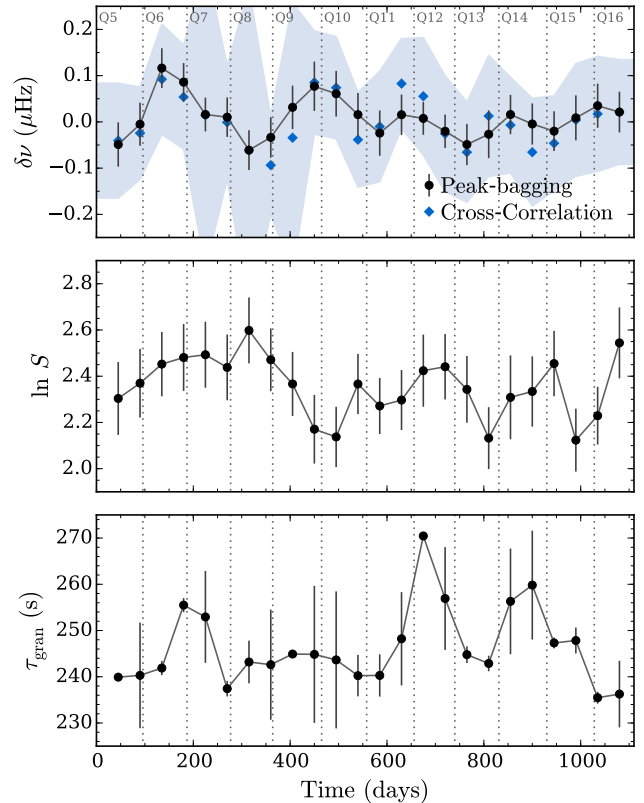 Q5 Q6 Q7 Q8 Q9 Q10 Q11 Q12 Q13 Q14 Q15 Q16
0.2
0.1
0.0
−0.1
−0.2
δν (μHz)
Peak-bagging
Cross-Correlation
2.8
2.6
2.4
2.2
2.0
ln S
270
260
250
240
230
τgran (s)
0 200 400 600 800 1000
Time (days)